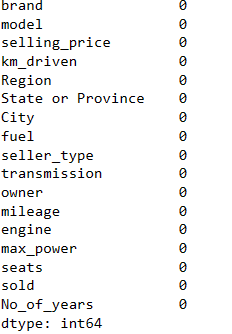 brand 0
model 0
selling_price 0
km_driven 0
Region 0
State or Province 0
City 0
fuel 0
seller_type 0
transmission 0
owner 0
mileage 0
engine 0
max_power 0
seats 0
sold 0
No_of_years 0
dtype: int64